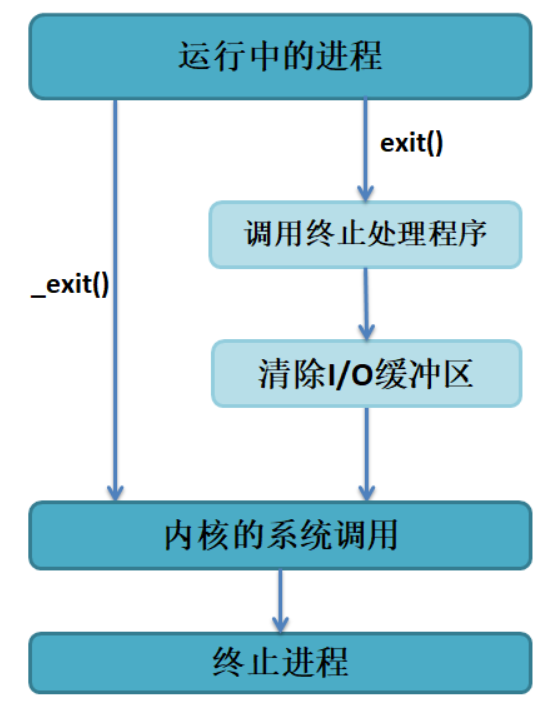 运行中的进程
exit()
调用终止处理程序
_exit()
清除I/O缓冲区
内核的系统调用
终止进程